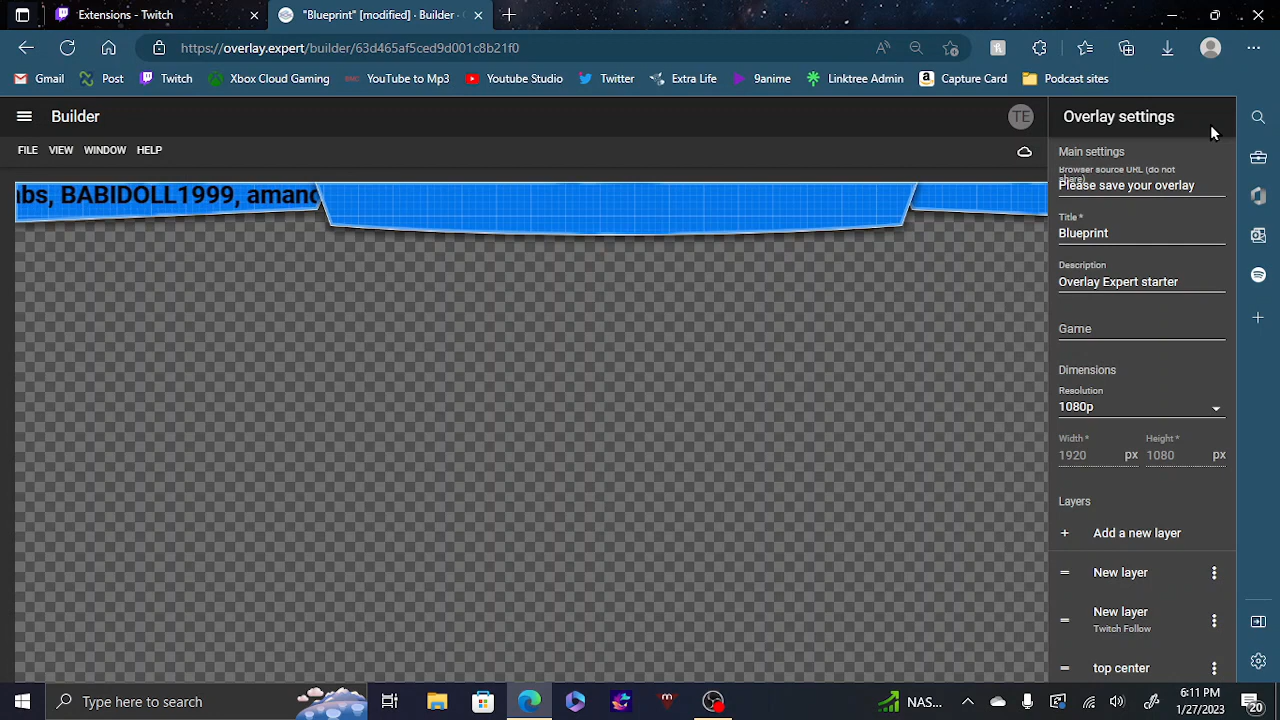 Extensions - Twitch
"Blueprint" [modified] · Builder ·
https://overlay.expert/builder/63d465af5ced9d001c8b21f0
Gmail Post Twitch Xbox Cloud Gaming YouTube to Mp3 Youtube Studio Twitter Extra Life 9anime Linktree Admin Capture Card Podcast sites
Builder
TE
Overlay settings
FILE VIEW WINDOW HELP
Main settings
Browser source URL (do not
Please save your overlay
abs, BABIDOLL1999, amand
Title *
Blueprint
Description
Overlay Expert starter
Game
Dimensions
Resolution
1080p
Width * Height *
1920 px 1080 px
Layers
+ Add a new layer
New layer
New layer
Twitch Follow
top center
Type here to search
NAS...
6:11 PM
1/27/2023
20